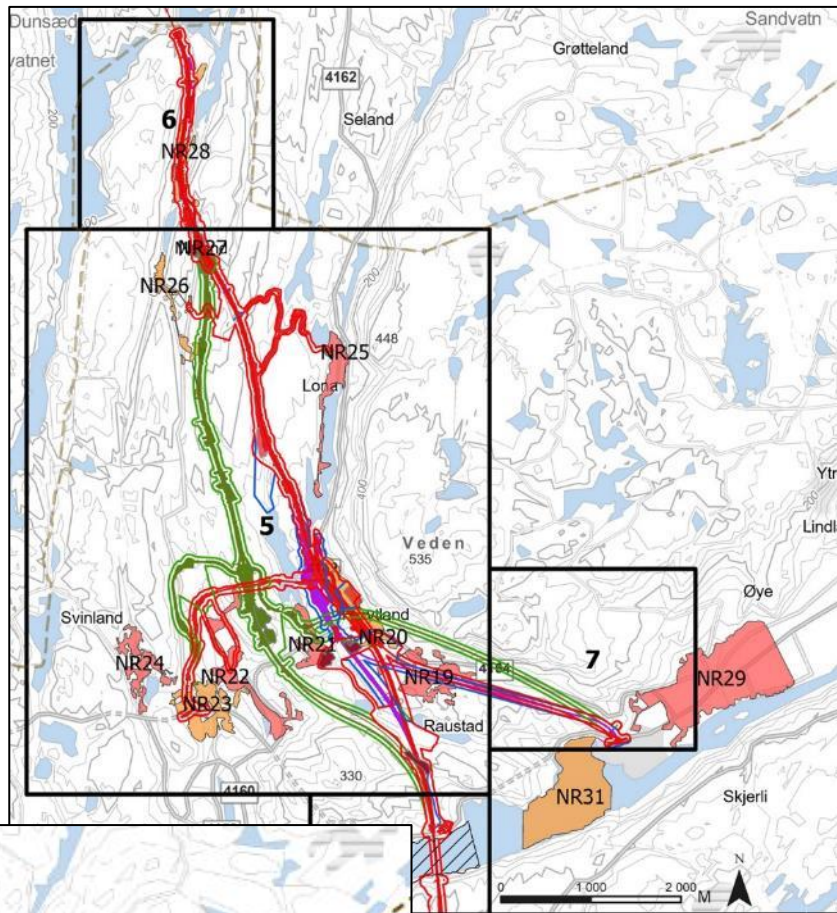 Dunsæd
Sandvatn
vatnet
Grøtteland
4162
200
Seland
6
NR28
NR27
200
NR26
448
NR25
Lona
400
5
Veden
535
Ytr
Lindl
Øye
Svinland
7
NR20
NR21
NR24
4164
NR22
NR19
NR29
NR23
Raustad
330
4160
NR31
Skjerli
N
0 1 000 2 000
M